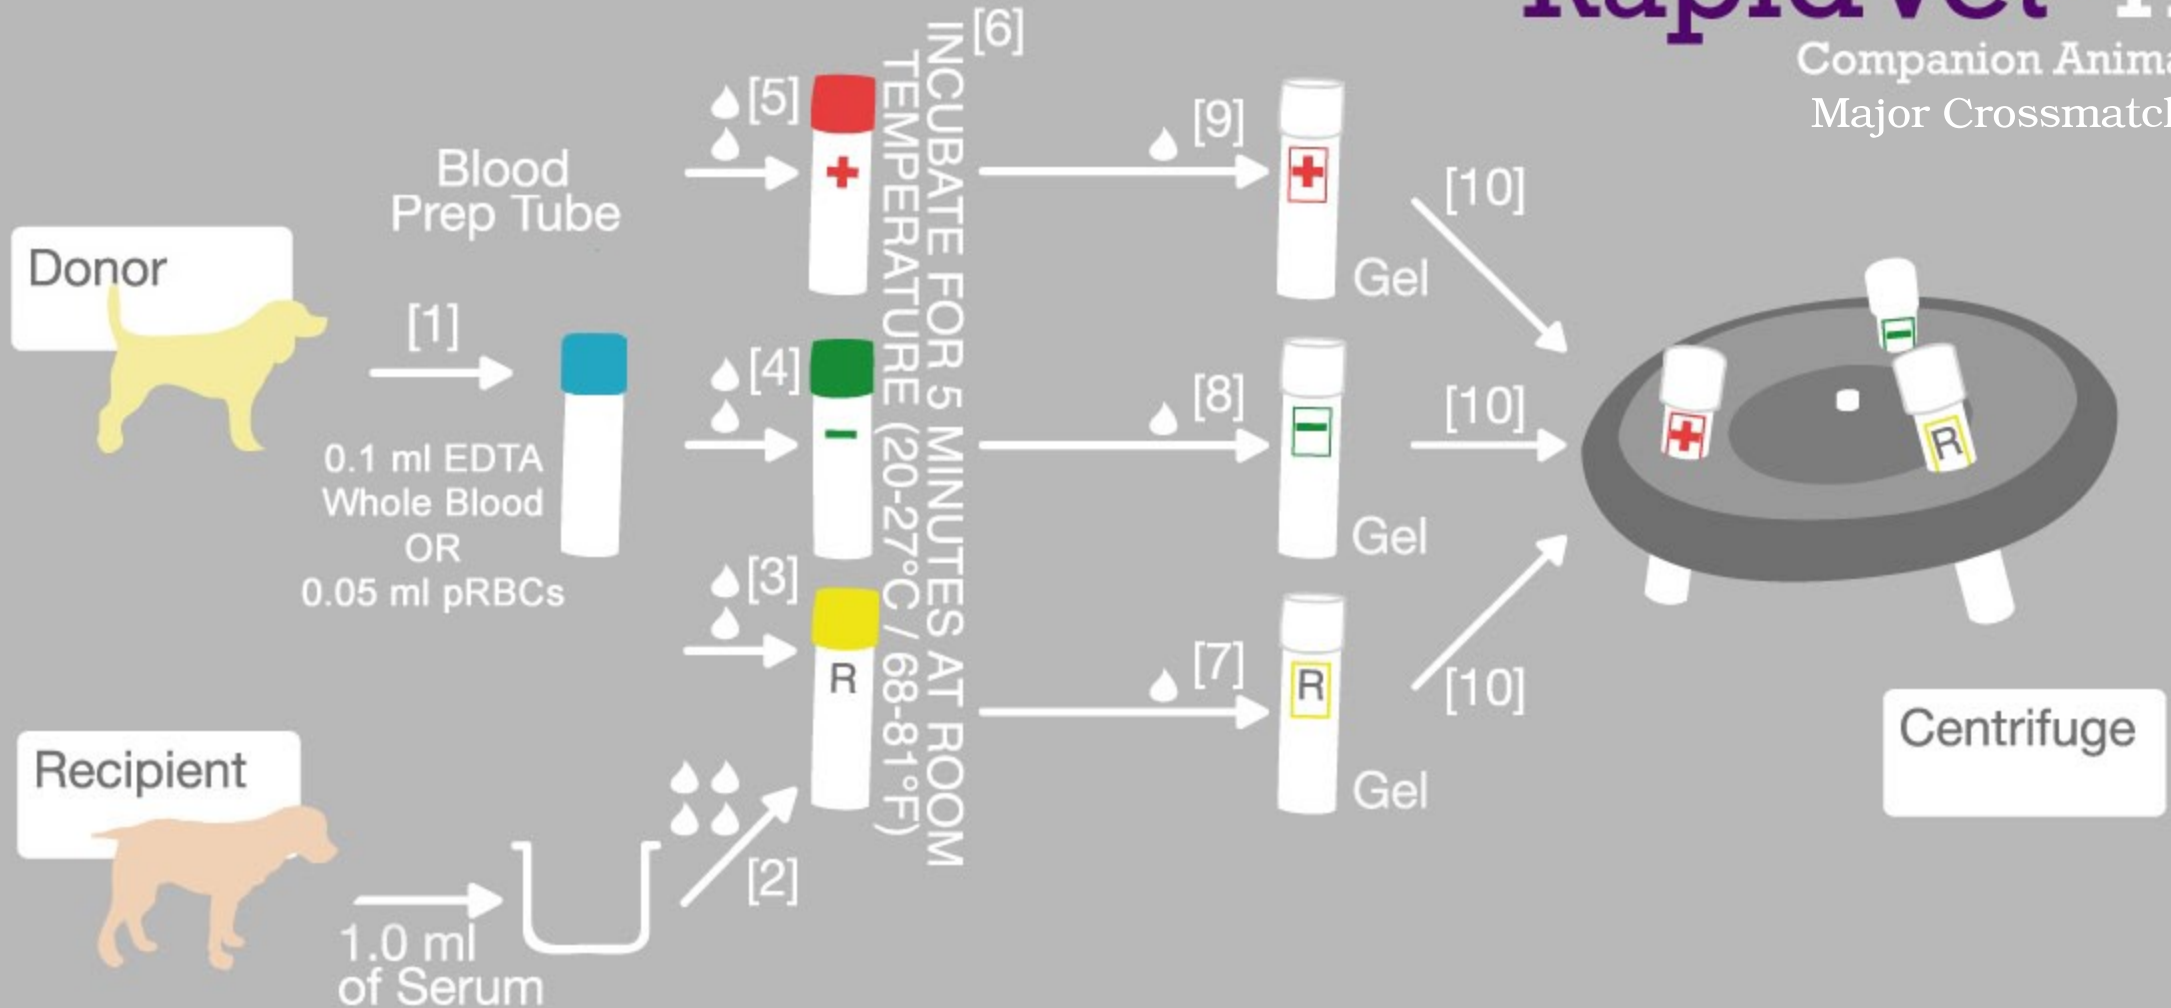 [6]
Companion
Major
[5]
INCUBATE FOR 5 MINUTES AT ROOM
TEMPERATURE (20-27°C / 68-81°F)
[9]
+
+
Blood
Prep Tube
[10]
Donor
Gel
[1]
[4]
[8]
[10]
-
-
-
+
R
0.1 ml EDTA
Whole Blood
OR
0.05 ml pRBCs
Gel
[3]
R
[7]
R
[10]
Centrifuge
Recipient
Gel
[2]
1.0 ml
of Serum